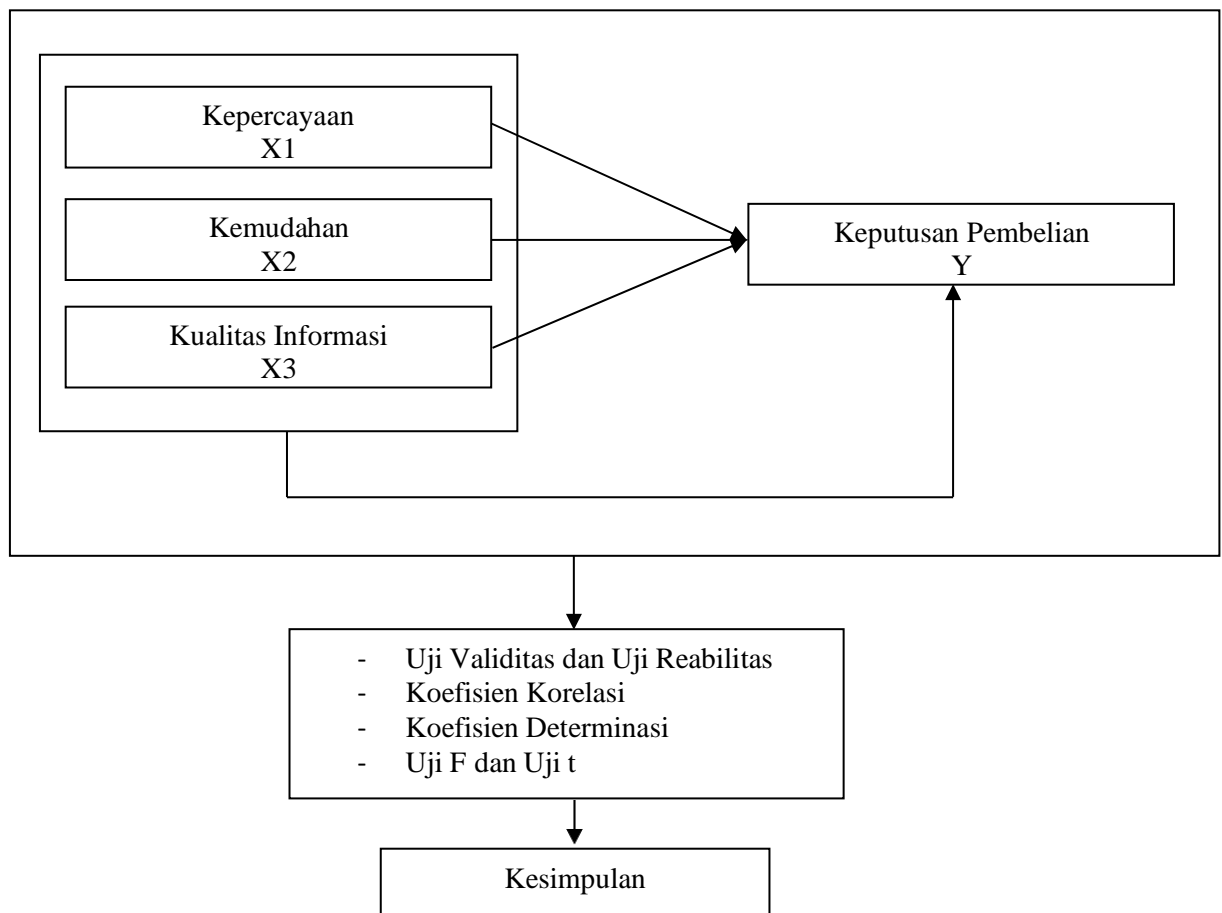 Kepercayaan
X1
Kemudahan
X2
Kualitas Informasi
X3
Keputusan Pembelian
Y
- Uji Validitas dan Uji Reabilitas
- Koefisien Korelasi
- Koefisien Determinasi
- Uji F dan Uji t
Kesimpulan